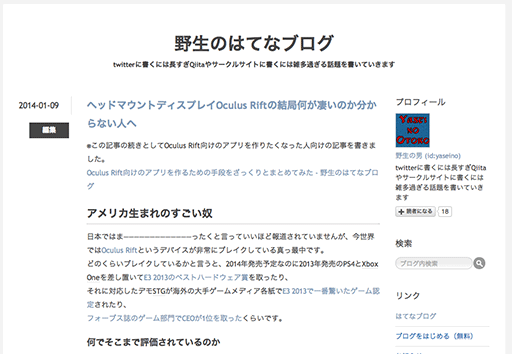 野生のはてなブログ
twitterに書くには長すぎQiitaやサークルサイトに書くには雑多過ぎる話題を書いていきます
2014-01-09
編集
ヘッドマウントディスプレイOculus Riftの結局何が凄いのか分か
らない人へ
※この記事の続きとしてOculus Rift向けのアプリを作りたくなった人向けの記事を書きま
した。
Oculus Rift向けのアプリを作るための手段をざっくりとまとめてみた - 野生のはてなブロ
グ
アメリカ生まれのすごい奴
日本ではまーーーーーーーーーーーーーったくと言っていいほど報道されていませんが、今世界
ではOculus Riftというデバイスが非常にブレイクしている真っ最中です。
どのくらいブレイクしているかと言うと、2014年発売予定なのに2013年発売のPS4とXbox
Oneを差し置いてE3 2013のベストハードウェア賞を取ったり、
それに対応したデモSTGが海外の大手ゲームメディア各紙でE3 2013で一番驚いたゲーム認
定されたり、
フォーブス誌のゲーム部門でCEOが1位を取ったくらいです。
何でそこまで評価されているのか
プロフィール
Yasei
no
Otoko
野生の男 (id:yaseino)
twitterに書くには長すぎQiita
やサークルサイトに書くには
雑多過ぎる話題を書いていき
ます
読者になる 18
検索
ブログ内検索
リンク
はてなブログ
ブログをはじめる（無料）